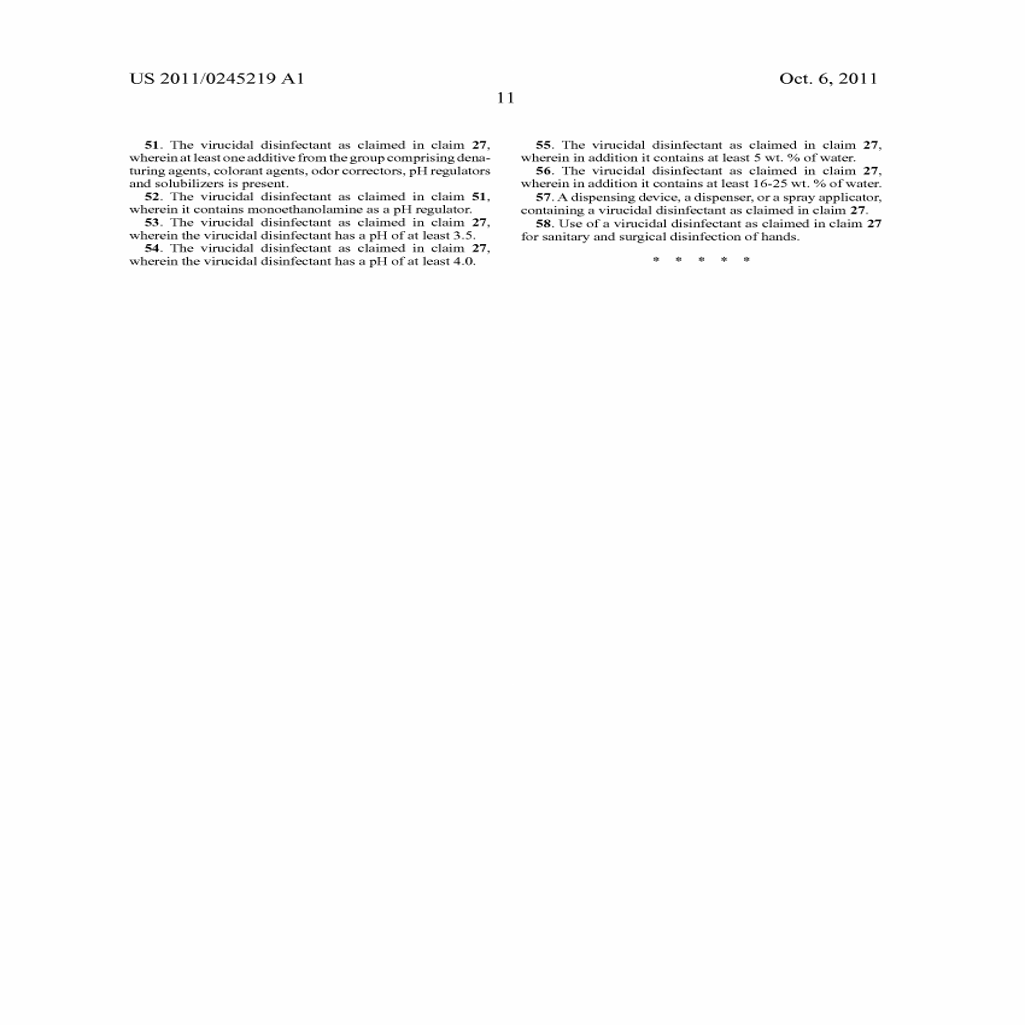 US 2011/0245219 A1
Oct. 6, 2011
11
51. The virucidal disinfectant as claimed in claim 27,
wherein at least one additive from the group comprising dena-
turing agents, colorant agents, odor correctors, pH regulators
and solubilizers is present.
52. The virucidal disinfectant as claimed in claim 51,
wherein it contains monoethanolamine as a pH regulator.
53. The virucidal disinfectant as claimed in claim 27,
wherein the virucidal disinfectant has a pH of at least 3.5.
54. The virucidal disinfectant as claimed in claim 27,
wherein the virucidal disinfectant has a pH of at least 4.0.
55. The virucidal disinfectant as claimed in claim 27,
wherein in addition it contains at least 5 wt. % of water.
56. The virucidal disinfectant as claimed in claim 27,
wherein in addition it contains at least 16-25 wt. % of water.
57. A dispensing device, a dispenser, or a spray applicator,
containing a virucidal disinfectant as claimed in claim 27.
58. Use of a virucidal disinfectant as claimed in claim 27
for sanitary and surgical disinfection of hands.
* * * * *